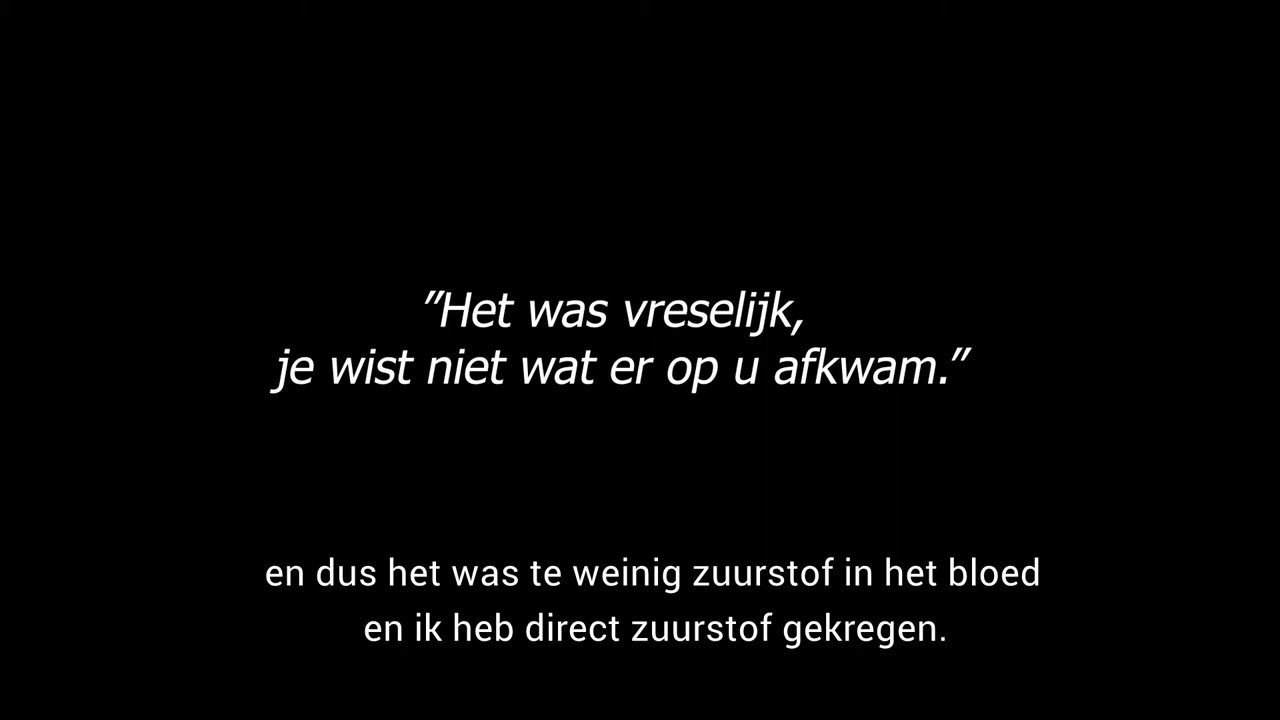 ”Het was vreselijk,
je wist niet wat er op u afkwam.”
en dus het was te weinig zuurstof in het bloed
en ik heb direct zuurstof gekregen.